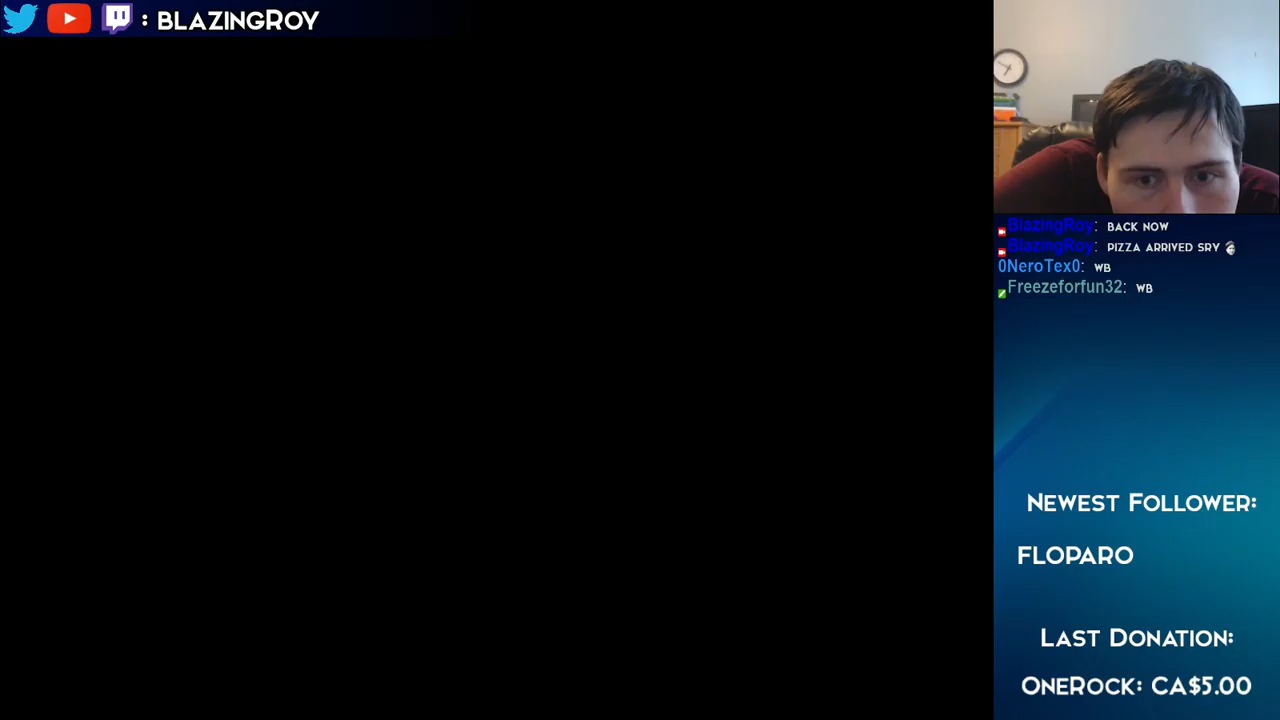 : BLAZINGROY
BlazingRoy: BACK NOW
BlazingRoy: PIZZA ARRIVED SRY
0NeroTex0: WB
Freezeforfun32: WB
NEWEST FOLLOWER:
FLOPARO
LAST DONATION:
ONEROCK: CA$5.00